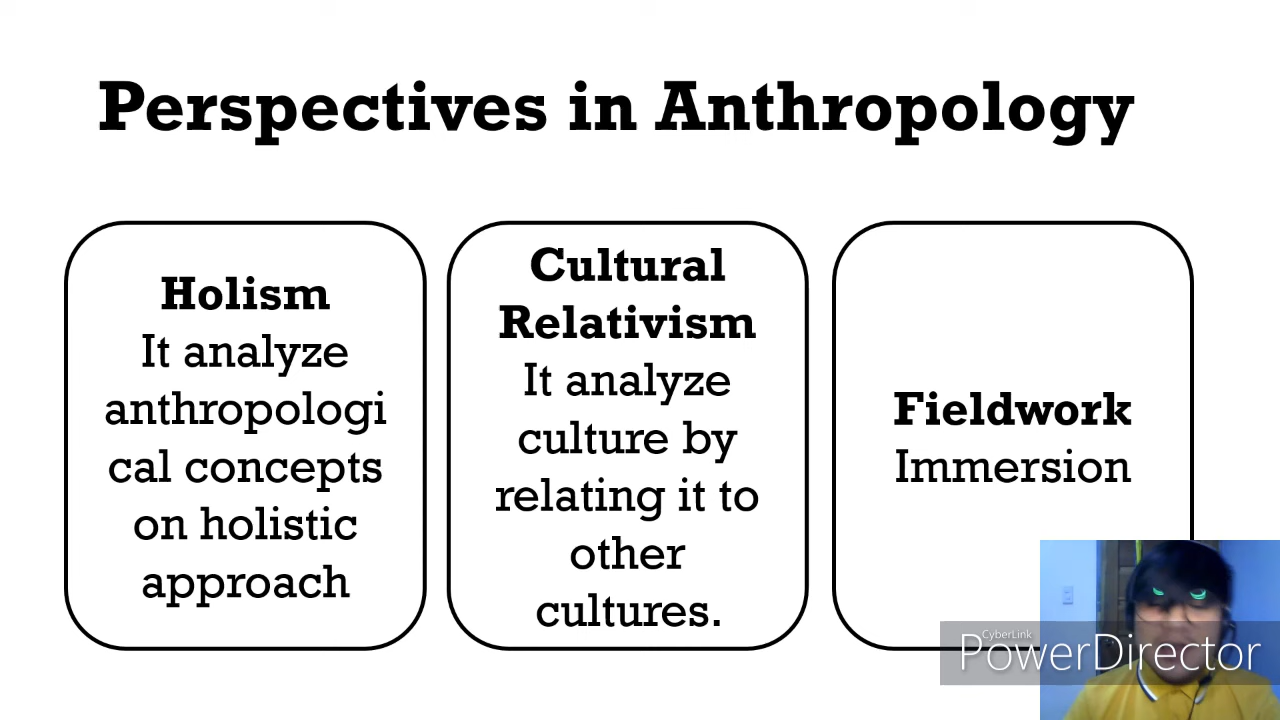 Perspectives in Anthropology
Holism
It analyze
anthropologi
cal concepts
on holistic
approach
Cultural
Relativism
It analyze
culture by
relating it to
other
cultures.
Fieldwork
Immersion
CyberLink
PowerDirector